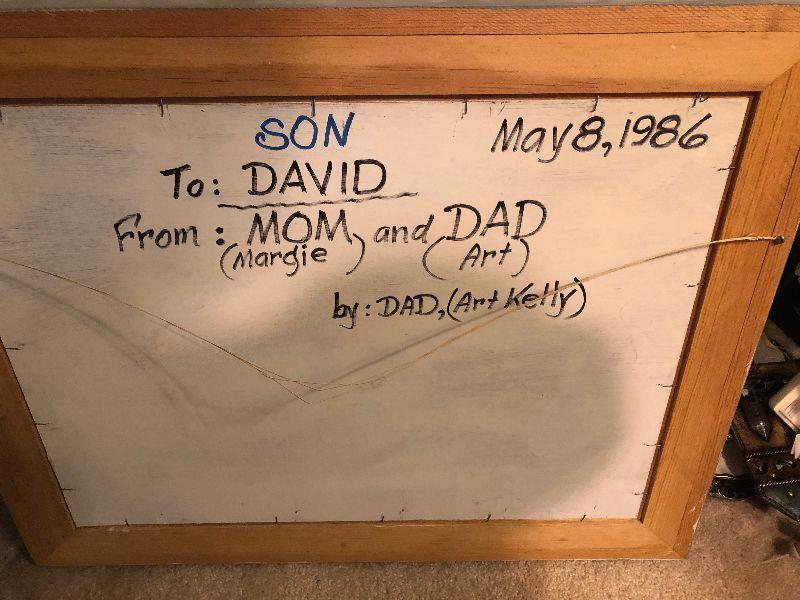 SON
May 8, 1986
To: DAVID
From: MOM and DAD
(Margie) (Art)
by: DAD, (Art Kelly)